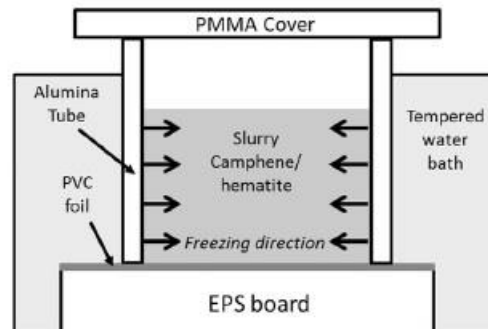 PMMA Cover
Alumina
Tube
PVC
foil
Slurry
Camphene/
hematite
Freezing direction
Tempered
water
bath
EPS board